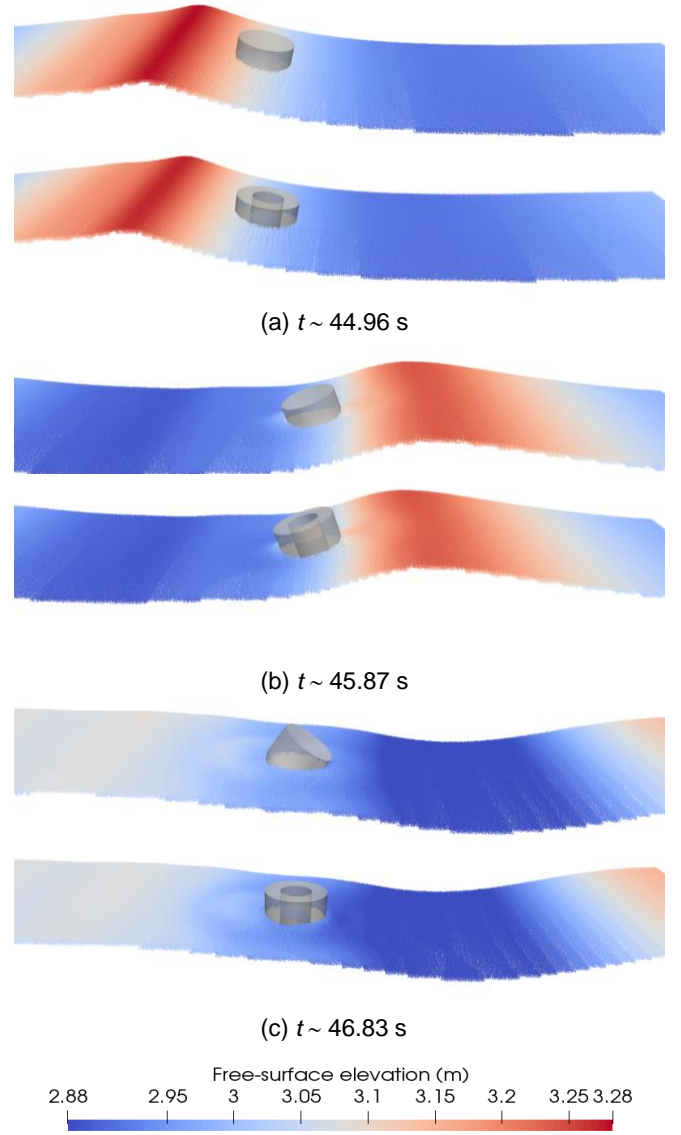 (a) t ~ 44.96 s
(b) t ~ 45.87 s
(c) t ~ 46.83 s
Free-surface elevation (m)
2.88 2.95 3 3.05 3.1 3.15 3.2 3.25 3.28